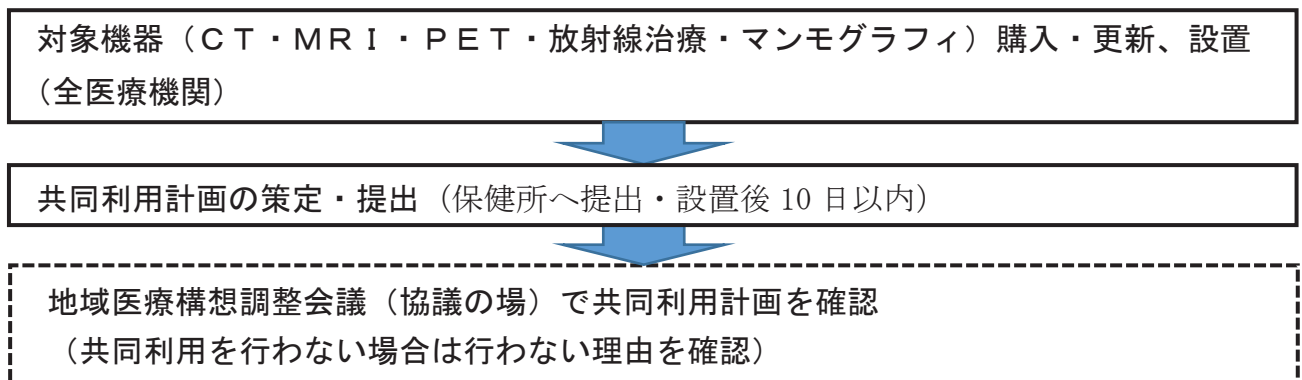 対象機器（ＣＴ・ＭＲＩ・ＰＥＴ・放射線治療・マンモグラフィ）購入・更新、設置
（全医療機関）
共同利用計画の策定・提出（保健所へ提出・設置後 10 日以内）
地域医療構想調整会議（協議の場）で共同利用計画を確認
（共同利用を行わない場合は行わない理由を確認）